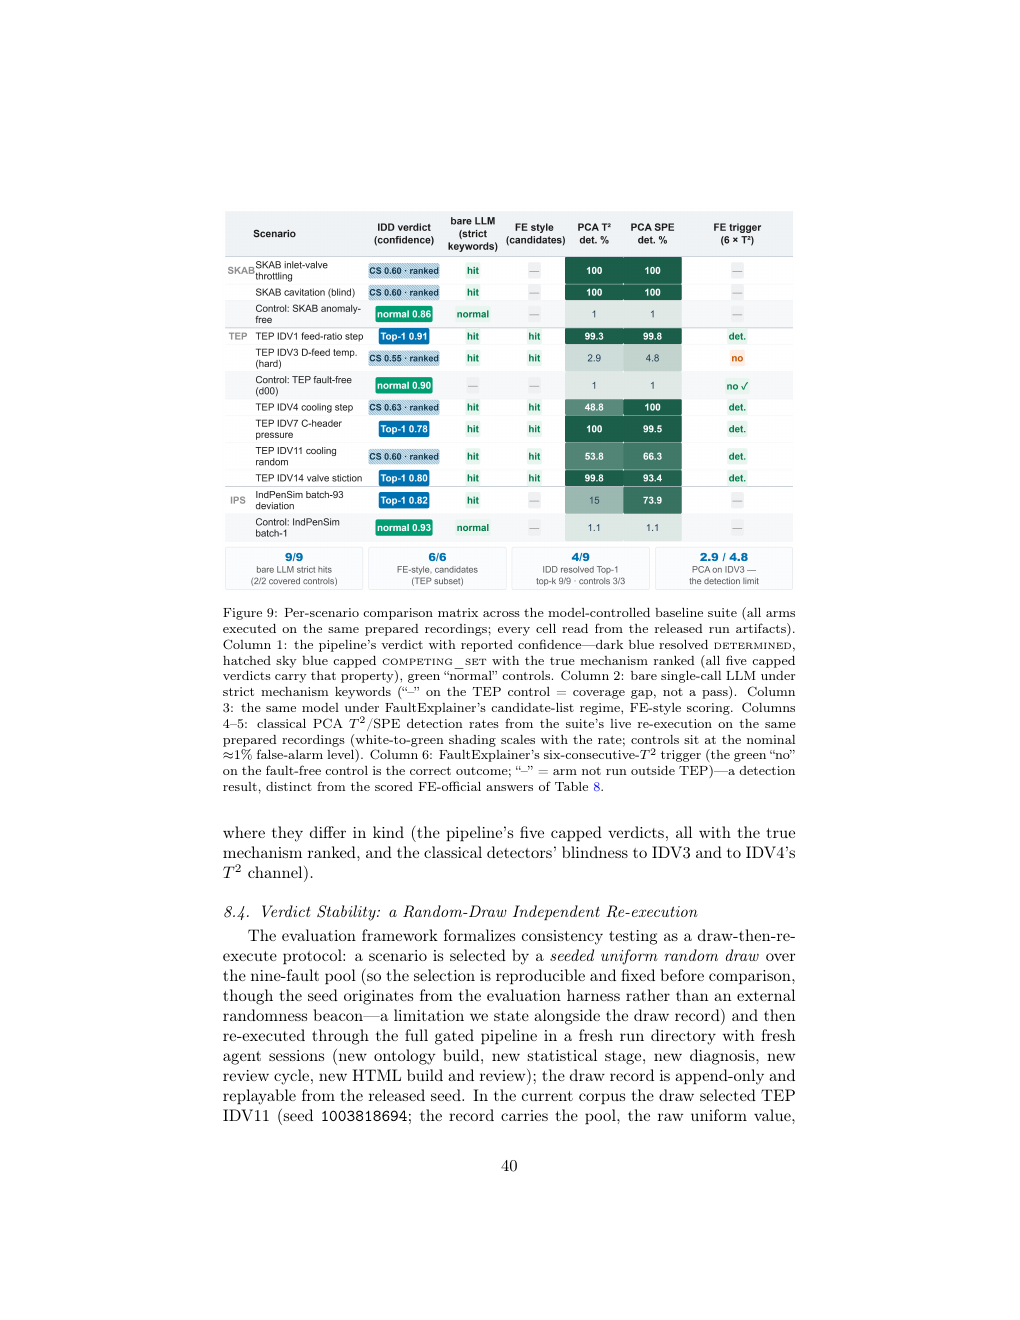 Scenario
IDD verdict
(confidence)
bare LLM
(strict
keywords)
FE style
(candidates)
PCA T²
det. %
PCA SPE
det. %
FE trigger
(6 × T²)
SKAB SKAB inlet-valve
throttling
CS 0.60 · ranked hit — 100 100 —
SKAB cavitation (blind) CS 0.60 · ranked hit — 100 100 —
Control: SKAB anomaly-
free
normal 0.86 normal — 1 1 —
TEP TEP IDV1 feed-ratio step Top-1 0.91 hit hit 99.3 99.8 det.
TEP IDV3 D-feed temp.
(hard)
CS 0.55 · ranked hit hit 2.9 4.8 no
Control: TEP fault-free
(d00)
normal 0.90 — — 1 1 no ✓
TEP IDV4 cooling step CS 0.63 · ranked hit hit 48.8 100 det.
TEP IDV7 C-header
pressure
Top-1 0.78 hit hit 100 99.5 det.
TEP IDV11 cooling
random
CS 0.60 · ranked hit hit 53.8 66.3 det.
TEP IDV14 valve stiction Top-1 0.80 hit hit 99.8 93.4 det.
IPS IndPenSim batch-93
deviation
Top-1 0.82 hit — 15 73.9 —
Control: IndPenSim
batch-1
normal 0.93 normal — 1.1 1.1 —
9/9
bare LLM strict hits
(2/2 covered controls)
6/6
FE-style, candidates
(TEP subset)
4/9
IDD resolved Top-1
top-k 9/9 · controls 3/3
2.9 / 4.8
PCA on IDV3 —
the detection limit
Figure 9: Per-scenario comparison matrix across the model-controlled baseline suite (all arms
executed on the same prepared recordings; every cell read from the released run artifacts).
Column 1: the pipeline's verdict with reported confidence—dark blue resolved DETERMINED,
hatched sky blue capped COMPETING_SET with the true mechanism ranked (all five capped
verdicts carry that property), green “normal” controls. Column 2: bare single-call LLM under
strict mechanism keywords (“–” on the TEP control = coverage gap, not a pass). Column
3: the same model under FaultExplainer's candidate-list regime, FE-style scoring. Columns
4–5: classical PCA T²/SPE detection rates from the suite's live re-execution on the same
prepared recordings (white-to-green shading scales with the rate; controls sit at the nominal
≈1% false-alarm level). Column 6: FaultExplainer's six-consecutive-T² trigger (the green “no”
on the fault-free control is the correct outcome; “–” = arm not run outside TEP)—a detection
result, distinct from the scored FE-official answers of Table 8.
where they differ in kind (the pipeline's five capped verdicts, all with the true
mechanism ranked, and the classical detectors' blindness to IDV3 and to IDV4's
T² channel).
8.4. Verdict Stability: a Random-Draw Independent Re-execution
The evaluation framework formalizes consistency testing as a draw-then-re-
execute protocol: a scenario is selected by a seeded uniform random draw over
the nine-fault pool (so the selection is reproducible and fixed before comparison,
though the seed originates from the evaluation harness rather than an external
randomness beacon—a limitation we state alongside the draw record) and then
re-executed through the full gated pipeline in a fresh run directory with fresh
agent sessions (new ontology build, new statistical stage, new diagnosis, new
review cycle, new HTML build and review); the draw record is append-only and
replayable from the released seed. In the current corpus the draw selected TEP
IDV11 (seed 1003818694; the record carries the pool, the raw uniform value,
40